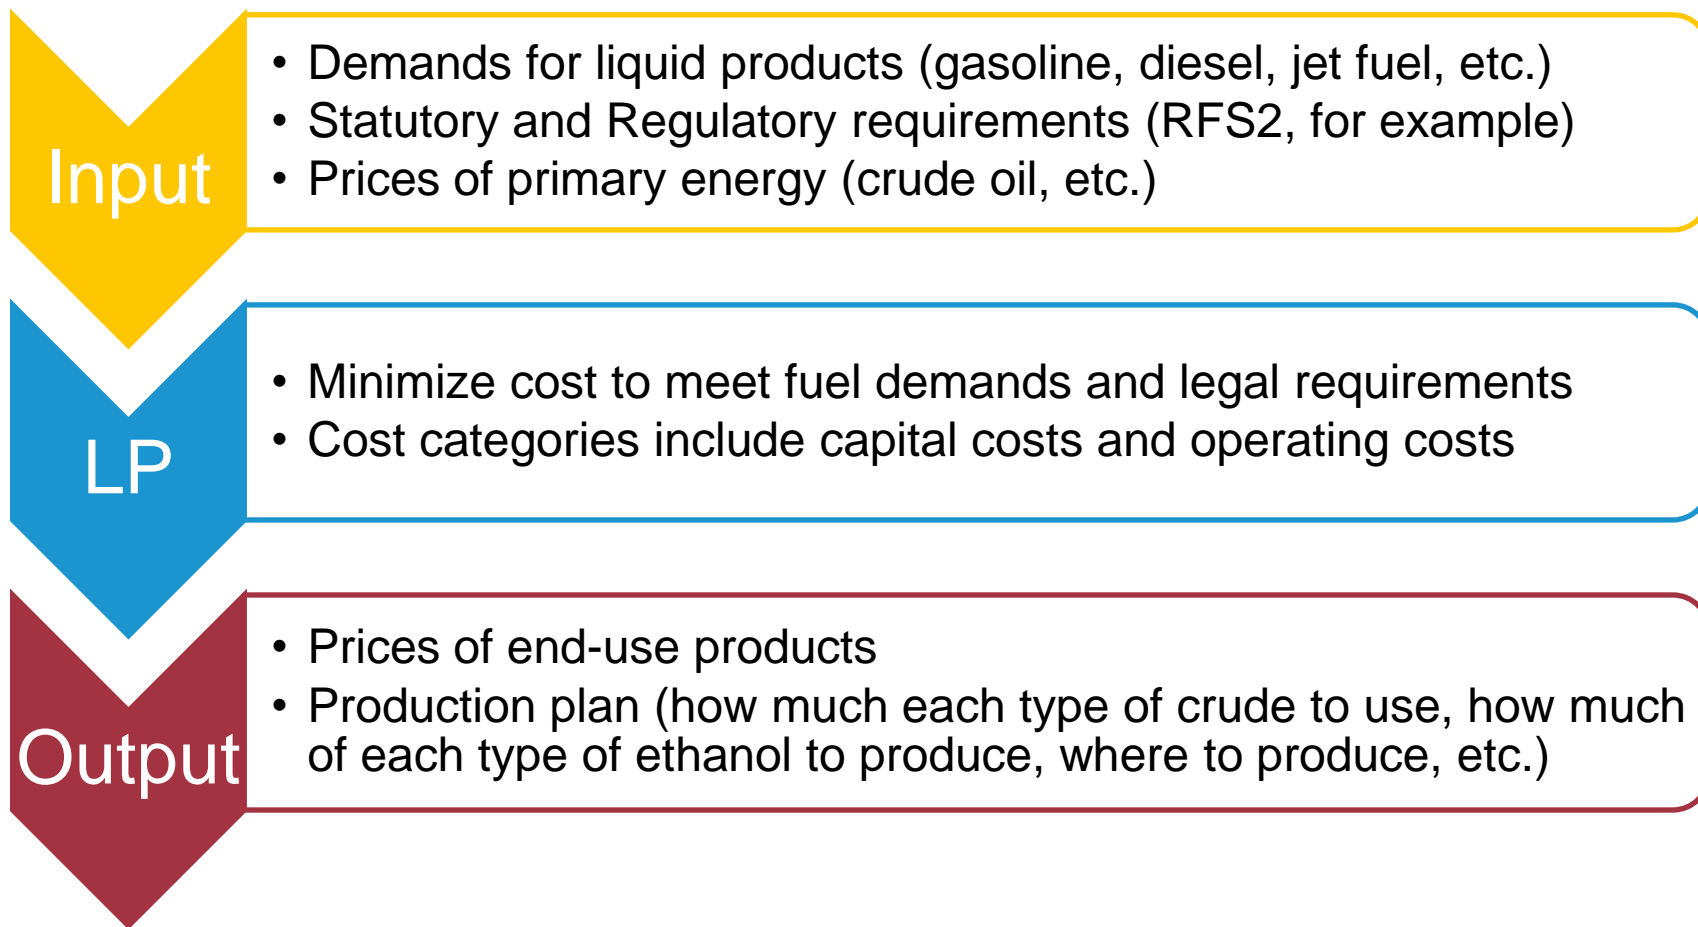 Input
• Demands for liquid products (gasoline, diesel, jet fuel, etc.)
• Statutory and Regulatory requirements (RFS2, for example)
• Prices of primary energy (crude oil, etc.)
LP
• Minimize cost to meet fuel demands and legal requirements
• Cost categories include capital costs and operating costs
Output
• Prices of end-use products
• Production plan (how much each type of crude to use, how much
of each type of ethanol to produce, where to produce, etc.)